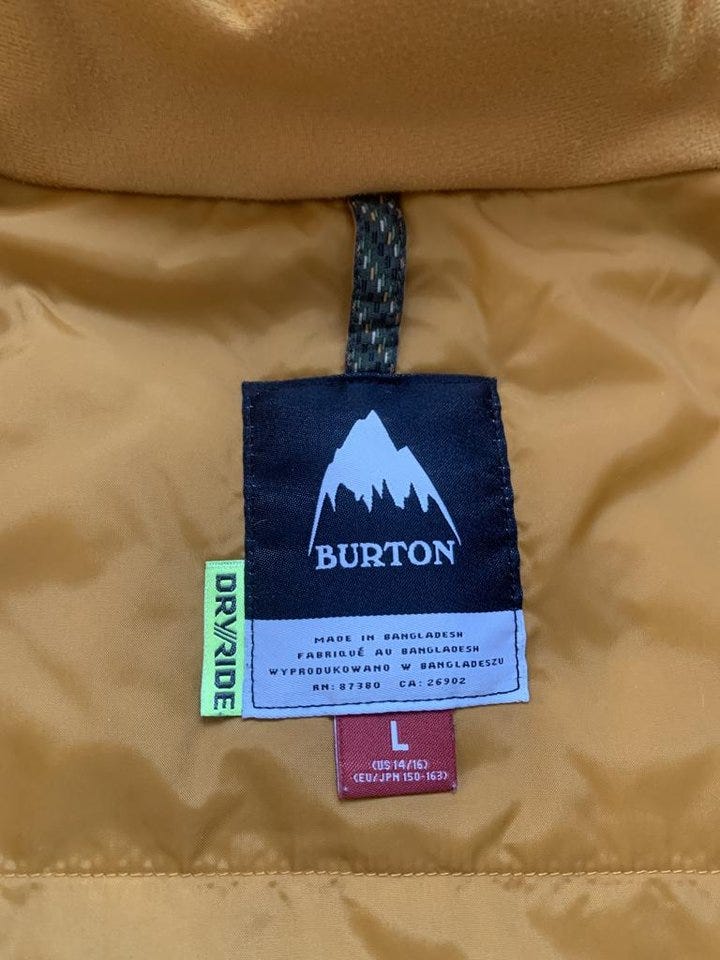 BURTON
MADE IN BANGLADESH
FABRIQUÉ AU BANGLADESH
WYPRODUKOWANO W BANGLADESZU
RN: 87380 CA: 26902
DRY//RIDE
L
(US 14/16)
(EU/JPN 150-163)